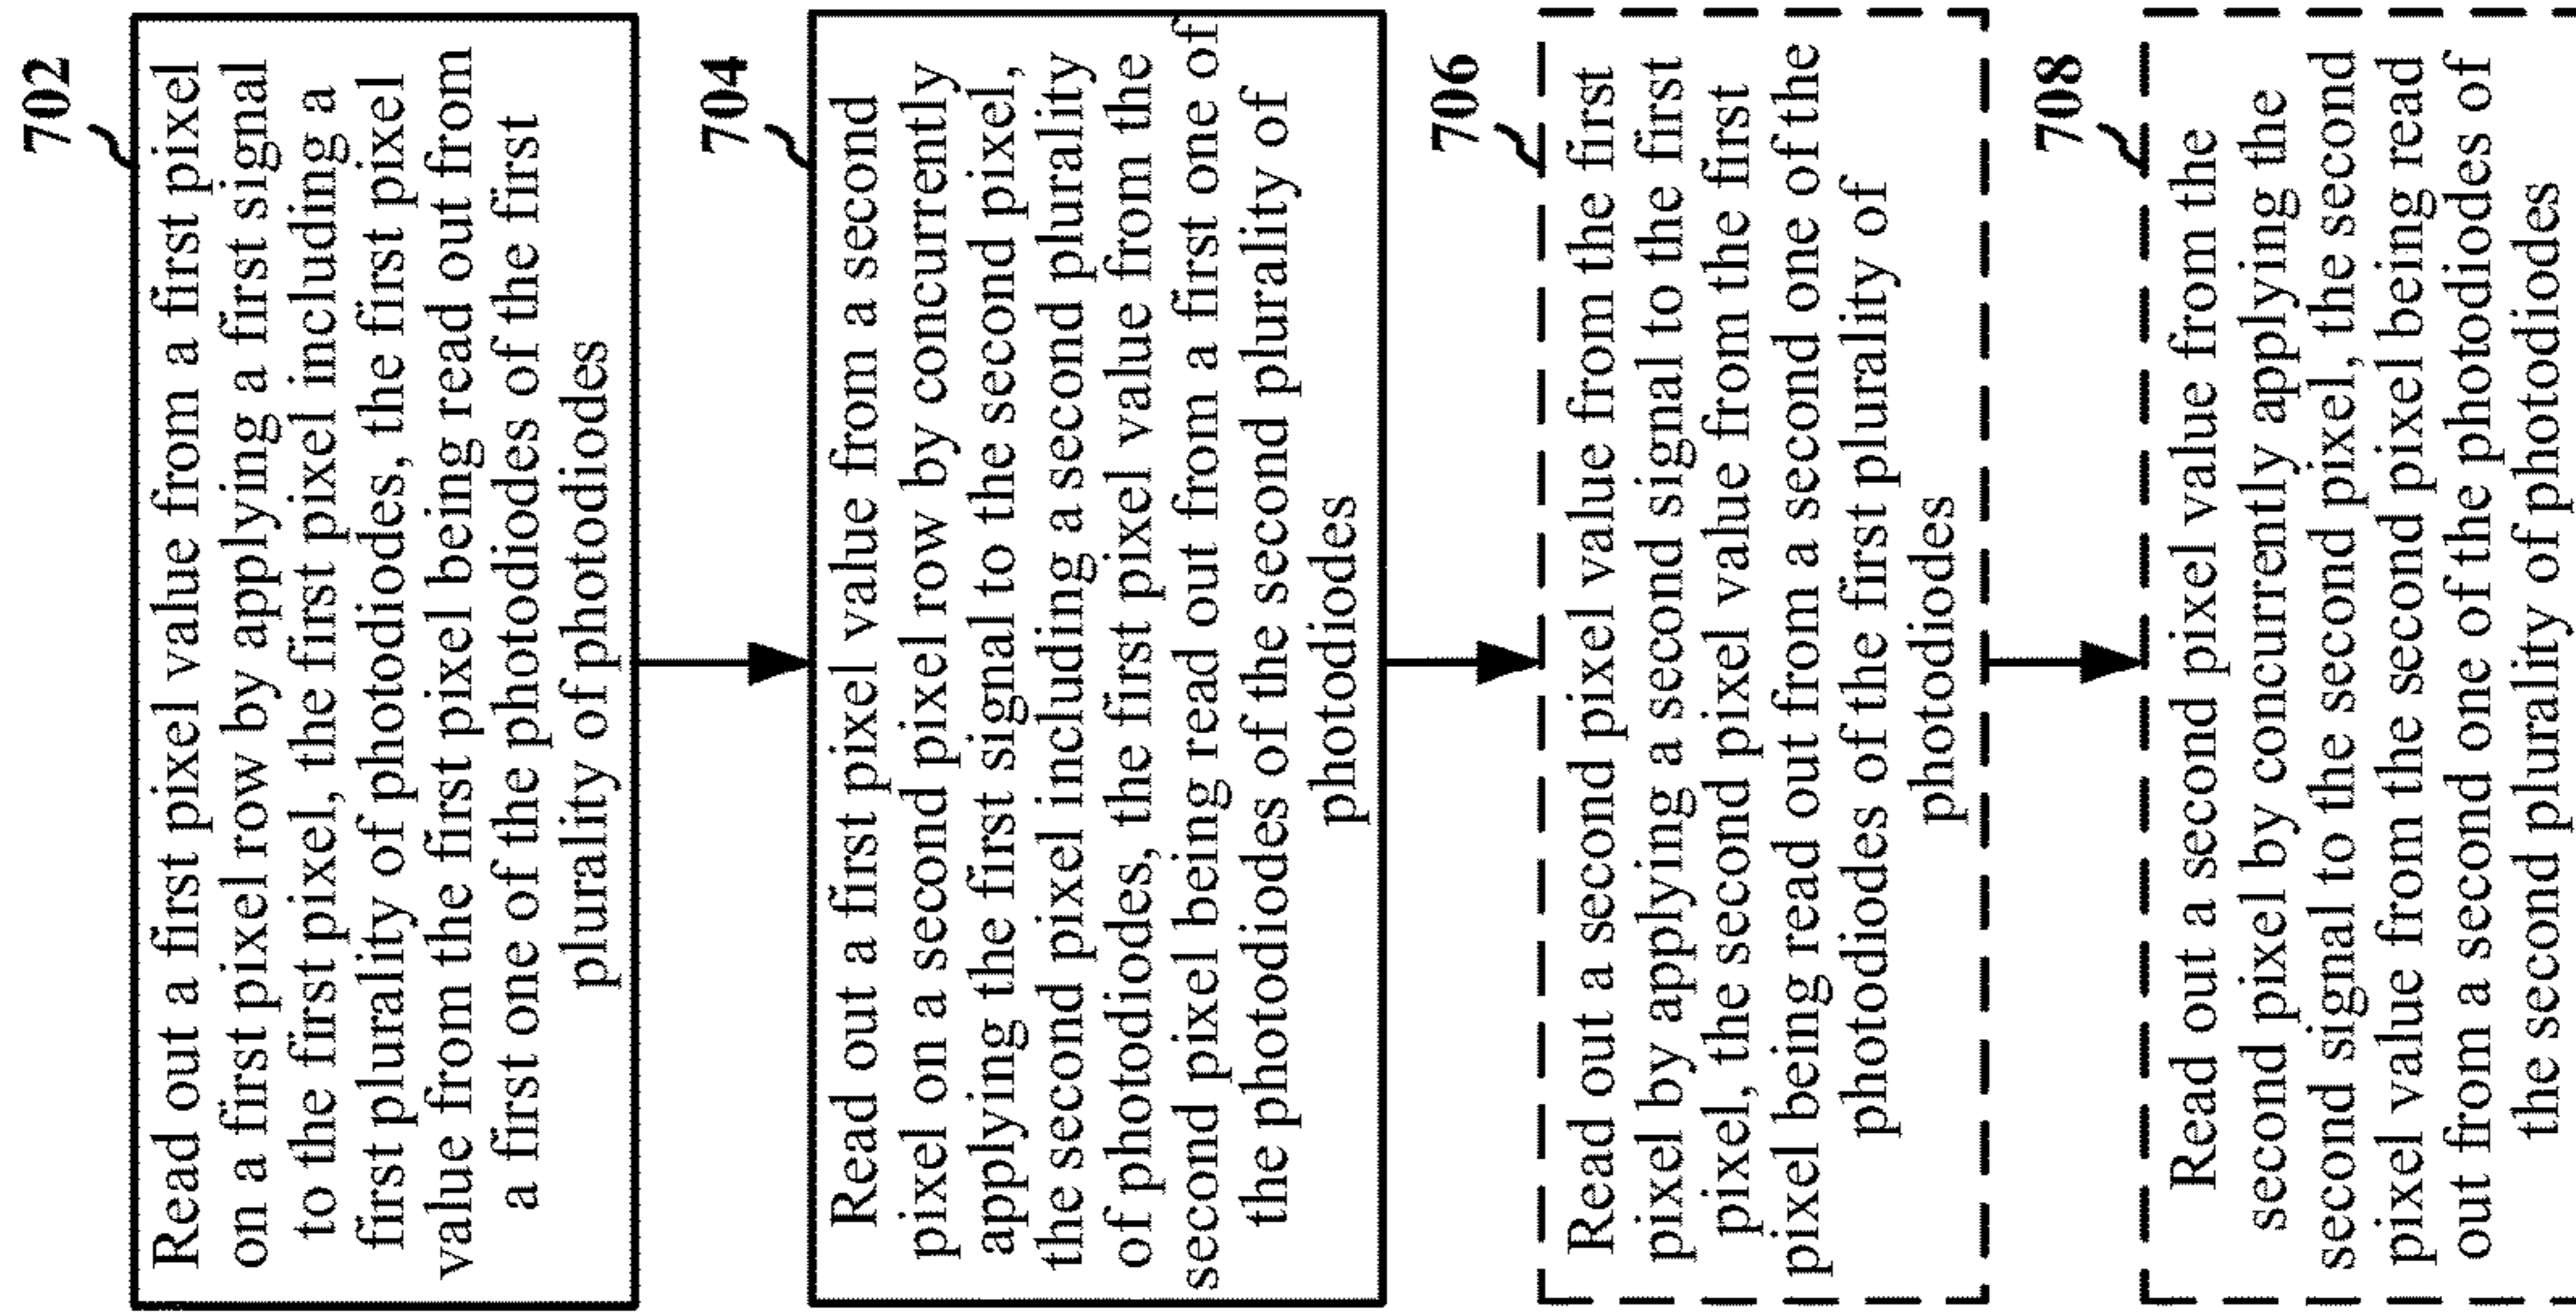 702
Read out a first pixel value from a first pixel
on a first pixel row by applying a first signal
to the first pixel, the first pixel including a
first plurality of photodiodes, the first pixel
value from the first pixel being read out from
a first one of the photodiodes of the first
plurality of photodiodes
704
Read out a first pixel value from a second
pixel on a second pixel row by concurrently
applying the first signal to the second pixel,
the second pixel including a second plurality
of photodiodes, the first pixel value from the
second pixel being read out from a first one of
the photodiodes of the second plurality of
photodiodes
706
Read out a second pixel value from the first
pixel by applying a second signal to the first
pixel, the second pixel value from the first
pixel being read out from a second one of the
photodiodes of the first plurality of
photodiodes
708
Read out a second pixel value from the
second pixel by concurrently applying the
second signal to the second pixel, the second
pixel value from the second pixel being read
out from a second one of the photodiodes of
the second plurality of photodiodes